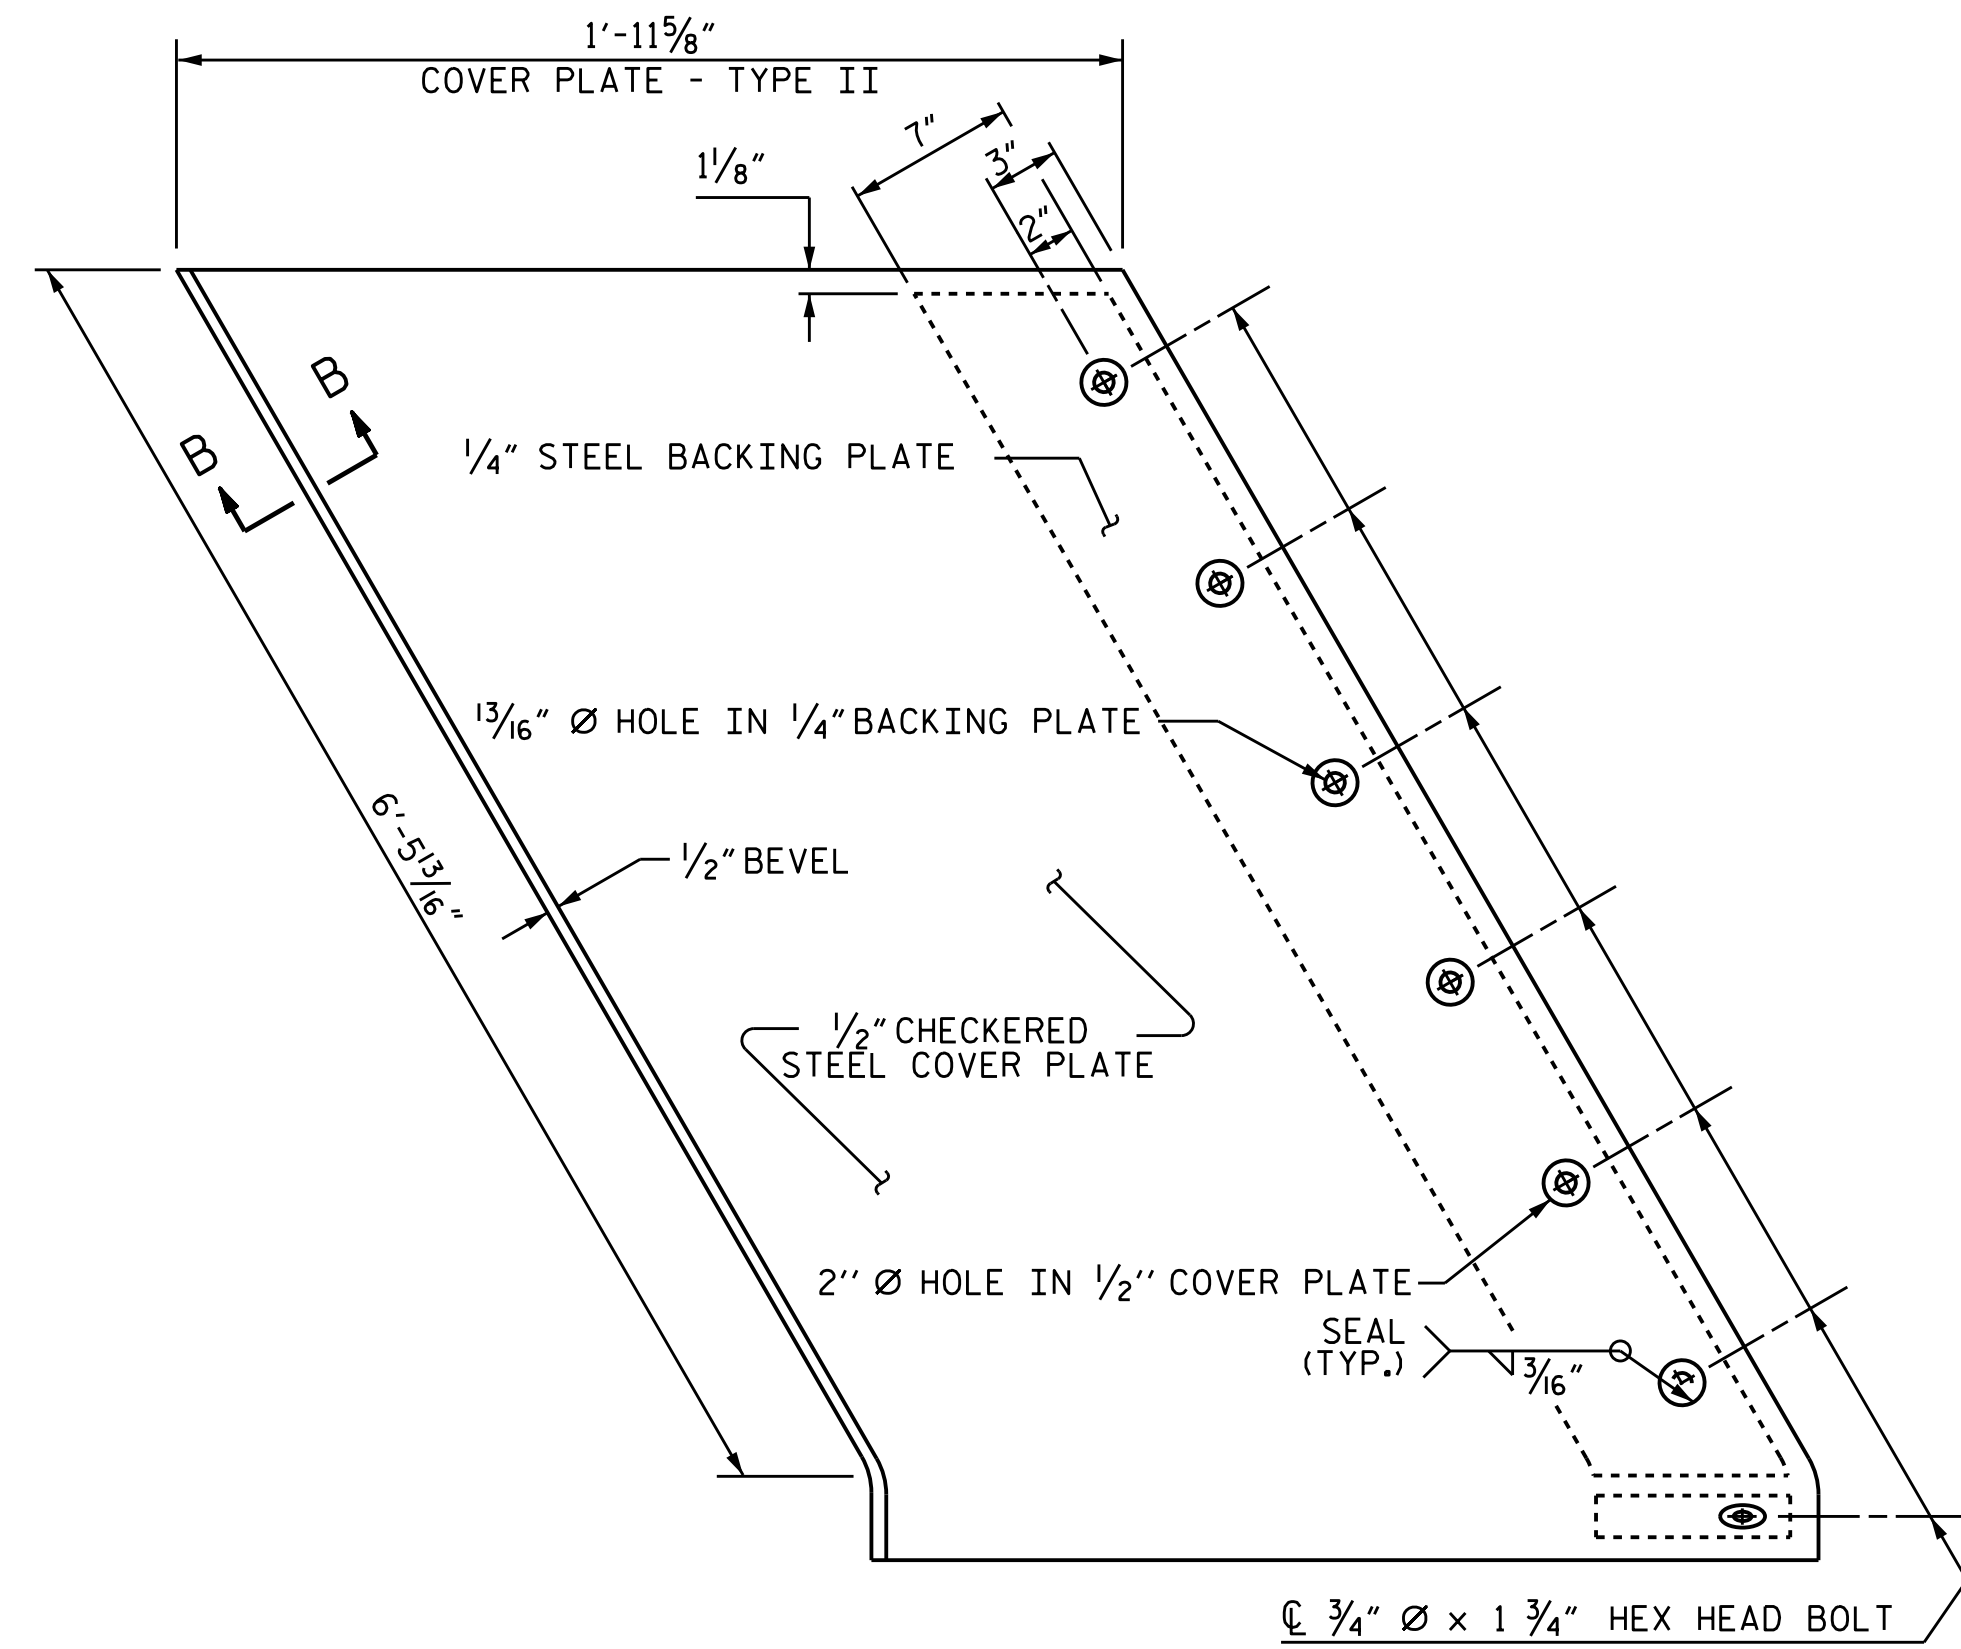 1'-11⅝"
COVER PLATE - TYPE II
7"
3"
1⅛"
2"
B
B
¼" STEEL BACKING PLATE
13/16" Ø HOLE IN ¼" BACKING PLATE
6'-5 13/16"
½" BEVEL
½" CHECKERED
STEEL COVER PLATE
2'' Ø HOLE IN ½'' COVER PLATE
SEAL
(TYP.)
3/16"
℄ ¾" Ø x 1 ¾" HEX HEAD BOLT